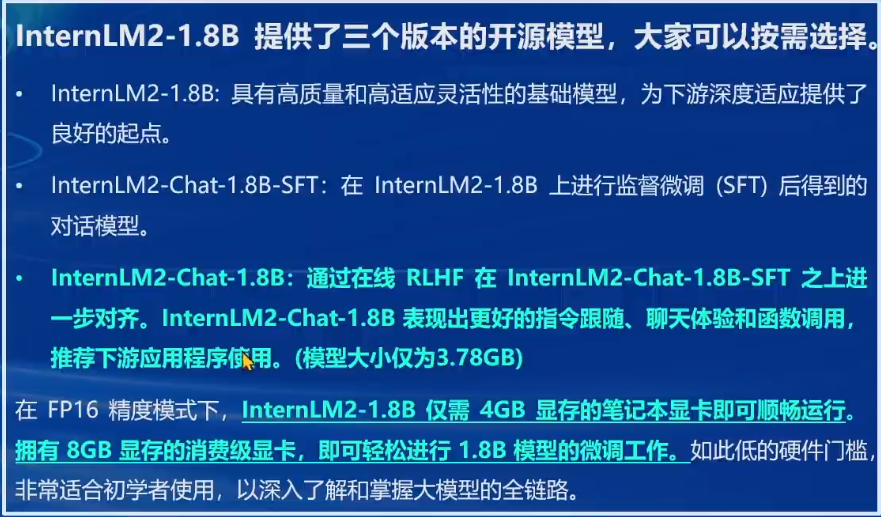 InternLM2-1.8B 提供了三个版本的开源模型，大家可以按需选择。
• InternLM2-1.8B: 具有高质量和高适应灵活性的基础模型，为下游深度适应提供了
良好的起点。
• InternLM2-Chat-1.8B-SFT：在 InternLM2-1.8B 上进行监督微调 (SFT) 后得到的
对话模型。
• InternLM2-Chat-1.8B：通过在线 RLHF 在 InternLM2-Chat-1.8B-SFT 之上进
一步对齐。InternLM2-Chat-1.8B 表现出更好的指令跟随、聊天体验和函数调用，
推荐下游应用程序使用。(模型大小仅为3.78GB)
在 FP16 精度模式下，InternLM2-1.8B 仅需 4GB 显存的笔记本显卡即可顺畅运行。
拥有 8GB 显存的消费级显卡，即可轻松进行 1.8B 模型的微调工作。如此低的硬件门槛，
非常适合初学者使用，以深入了解和掌握大模型的全链路。